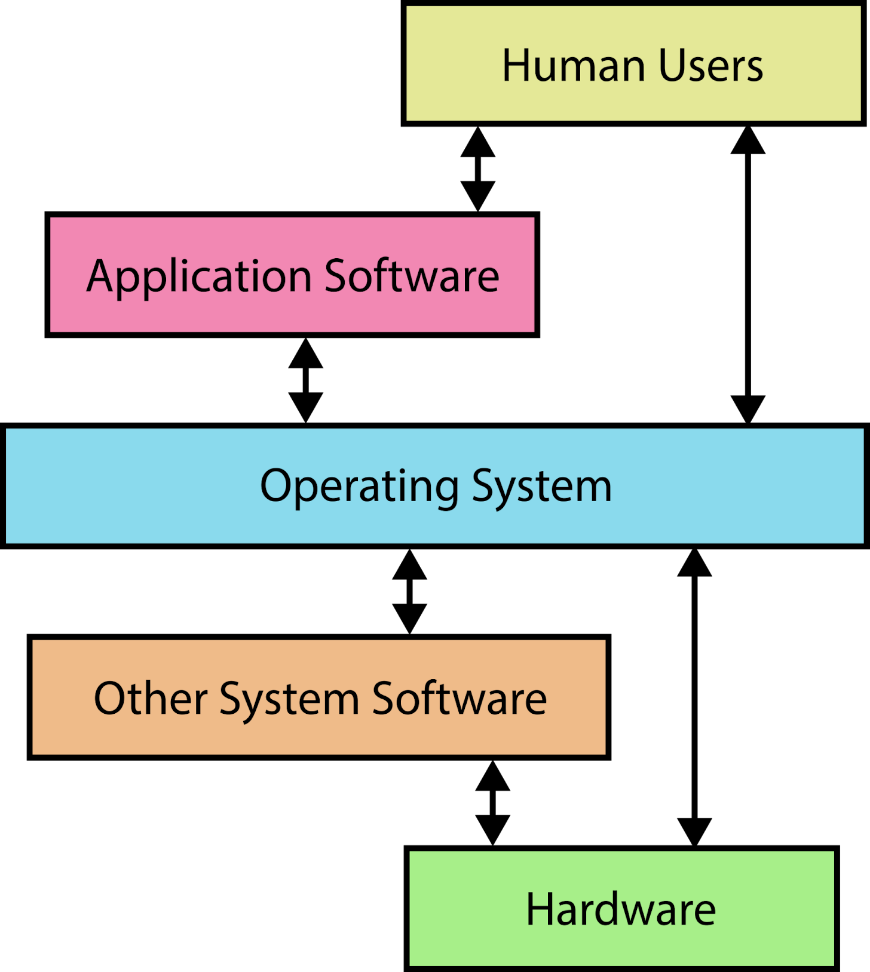 Human Users
Application Software
Operating System
Other System Software
Hardware